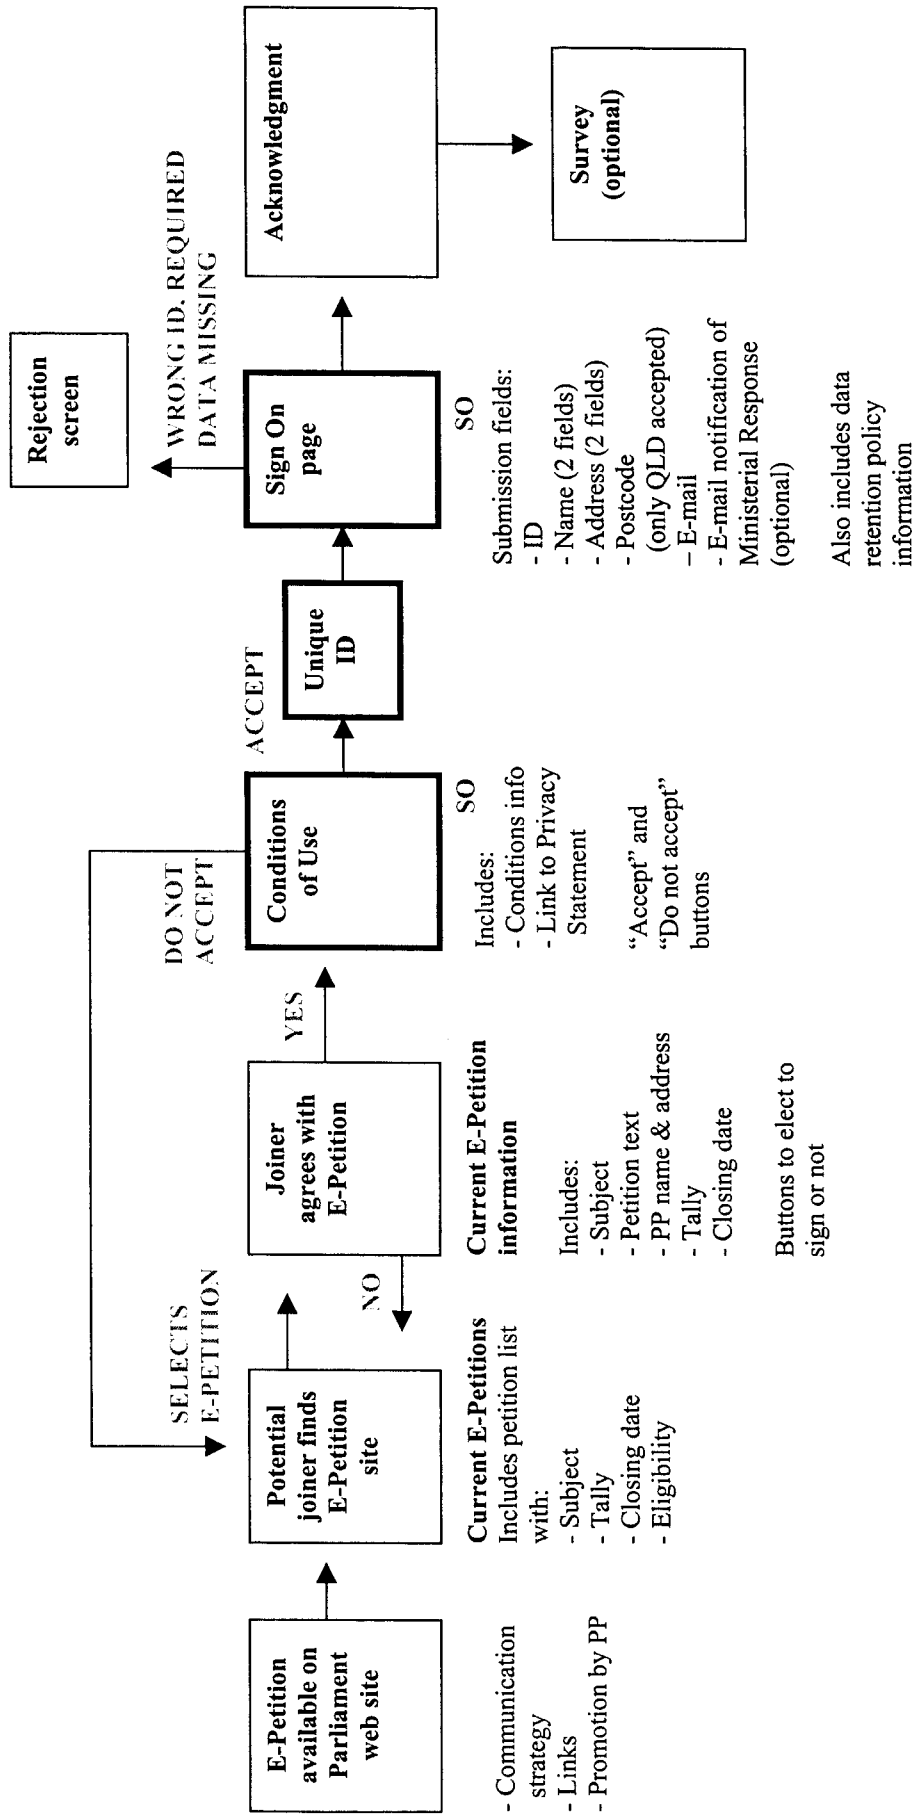 E-Petition
available on
Parliament
web site
- Communication
strategy
- Links
- Promotion by PP
SELECTS
E-PETITION
Potential
joiner finds
E-Petition
site
Current E-Petitions
Includes petition list
with:
- Subject
- Tally
- Closing date
- Eligibility
NO
Joiner
agrees with
E-Petition
Current E-Petition
information
Includes:
- Subject
- Petition text
- PP name & address
- Tally
- Closing date
Buttons to elect to
sign or not
YES
DO NOT
ACCEPT
Conditions
of Use
SO
Includes:
- Conditions info
- Link to Privacy
Statement
“Accept” and
“Do not accept”
buttons
ACCEPT
Unique
ID
Rejection
screen
WRONG ID. REQUIRED
DATA MISSING
Sign On
page
SO
Submission fields:
- ID
- Name (2 fields)
- Address (2 fields)
- Postcode
(only QLD accepted)
– E-mail
- E-mail notification of
Ministerial Response
(optional)
Also includes data
retention policy
information
Acknowledgment
Survey
(optional)